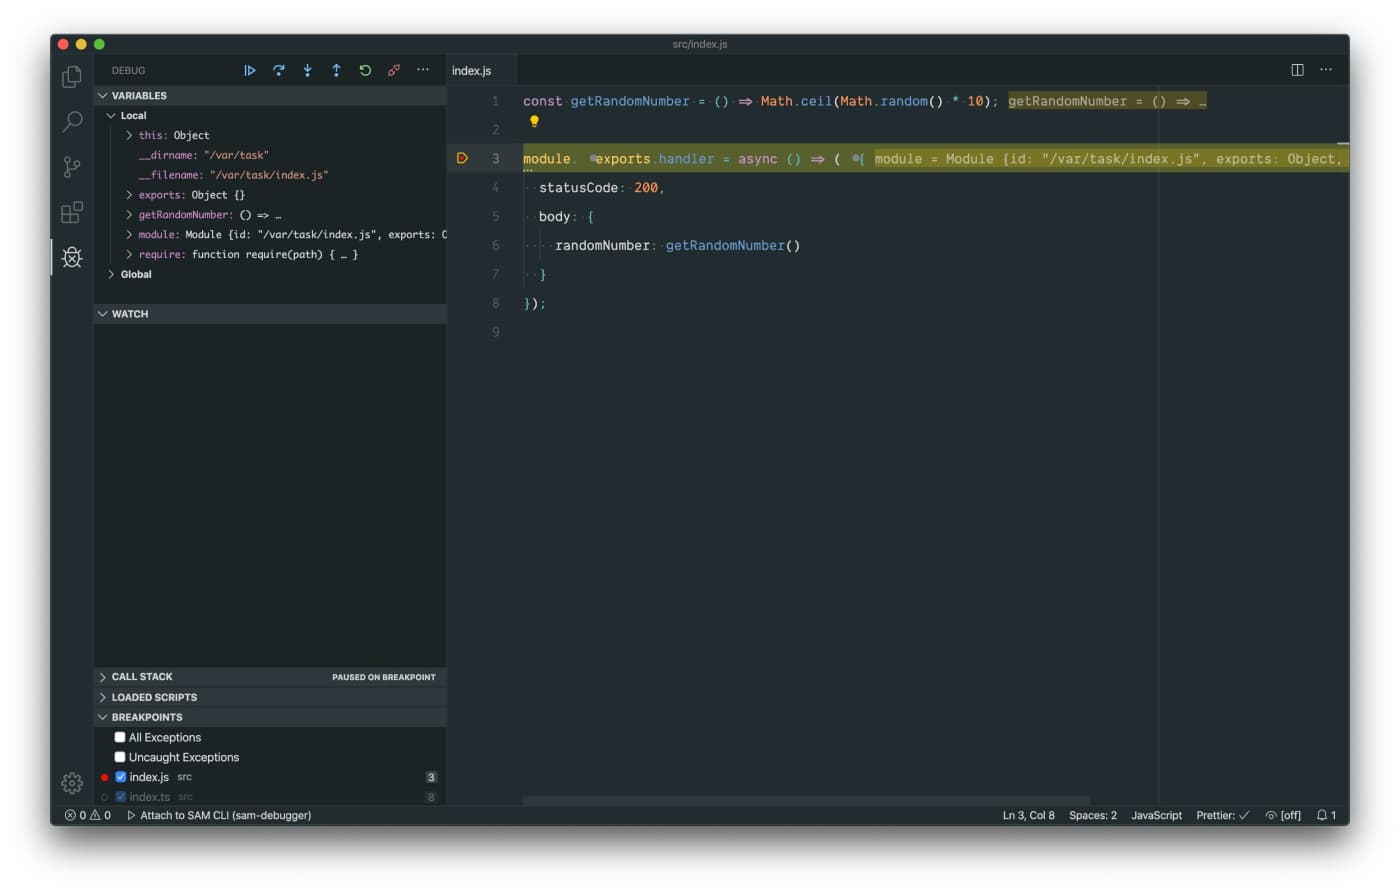 src/index.js
DEBUG
index.js
VARIABLES
Local
this: Object
__dirname: "/var/task"
__filename: "/var/task/index.js"
exports: Object {}
getRandomNumber: () => …
module: Module {id: "/var/task/index.js", exports: O
require: function require(path) { … }
Global
WATCH
CALL STACK PAUSED ON BREAKPOINT
LOADED SCRIPTS
BREAKPOINTS
All Exceptions
Uncaught Exceptions
index.js src 3
index.ts src 8
1 const getRandomNumber = () => Math.ceil(Math.random() * 10); getRandomNumber = () => …
2
3 module. exports.handler = async () => ( { module = Module {id: "/var/task/index.js", exports: Object,
4 statusCode: 200,
5 body: {
6 randomNumber: getRandomNumber()
7 }
8 });
9
0 0 Attach to SAM CLI (sam-debugger) Ln 3, Col 8 Spaces: 2 JavaScript Prettier: ✓ [off] 1